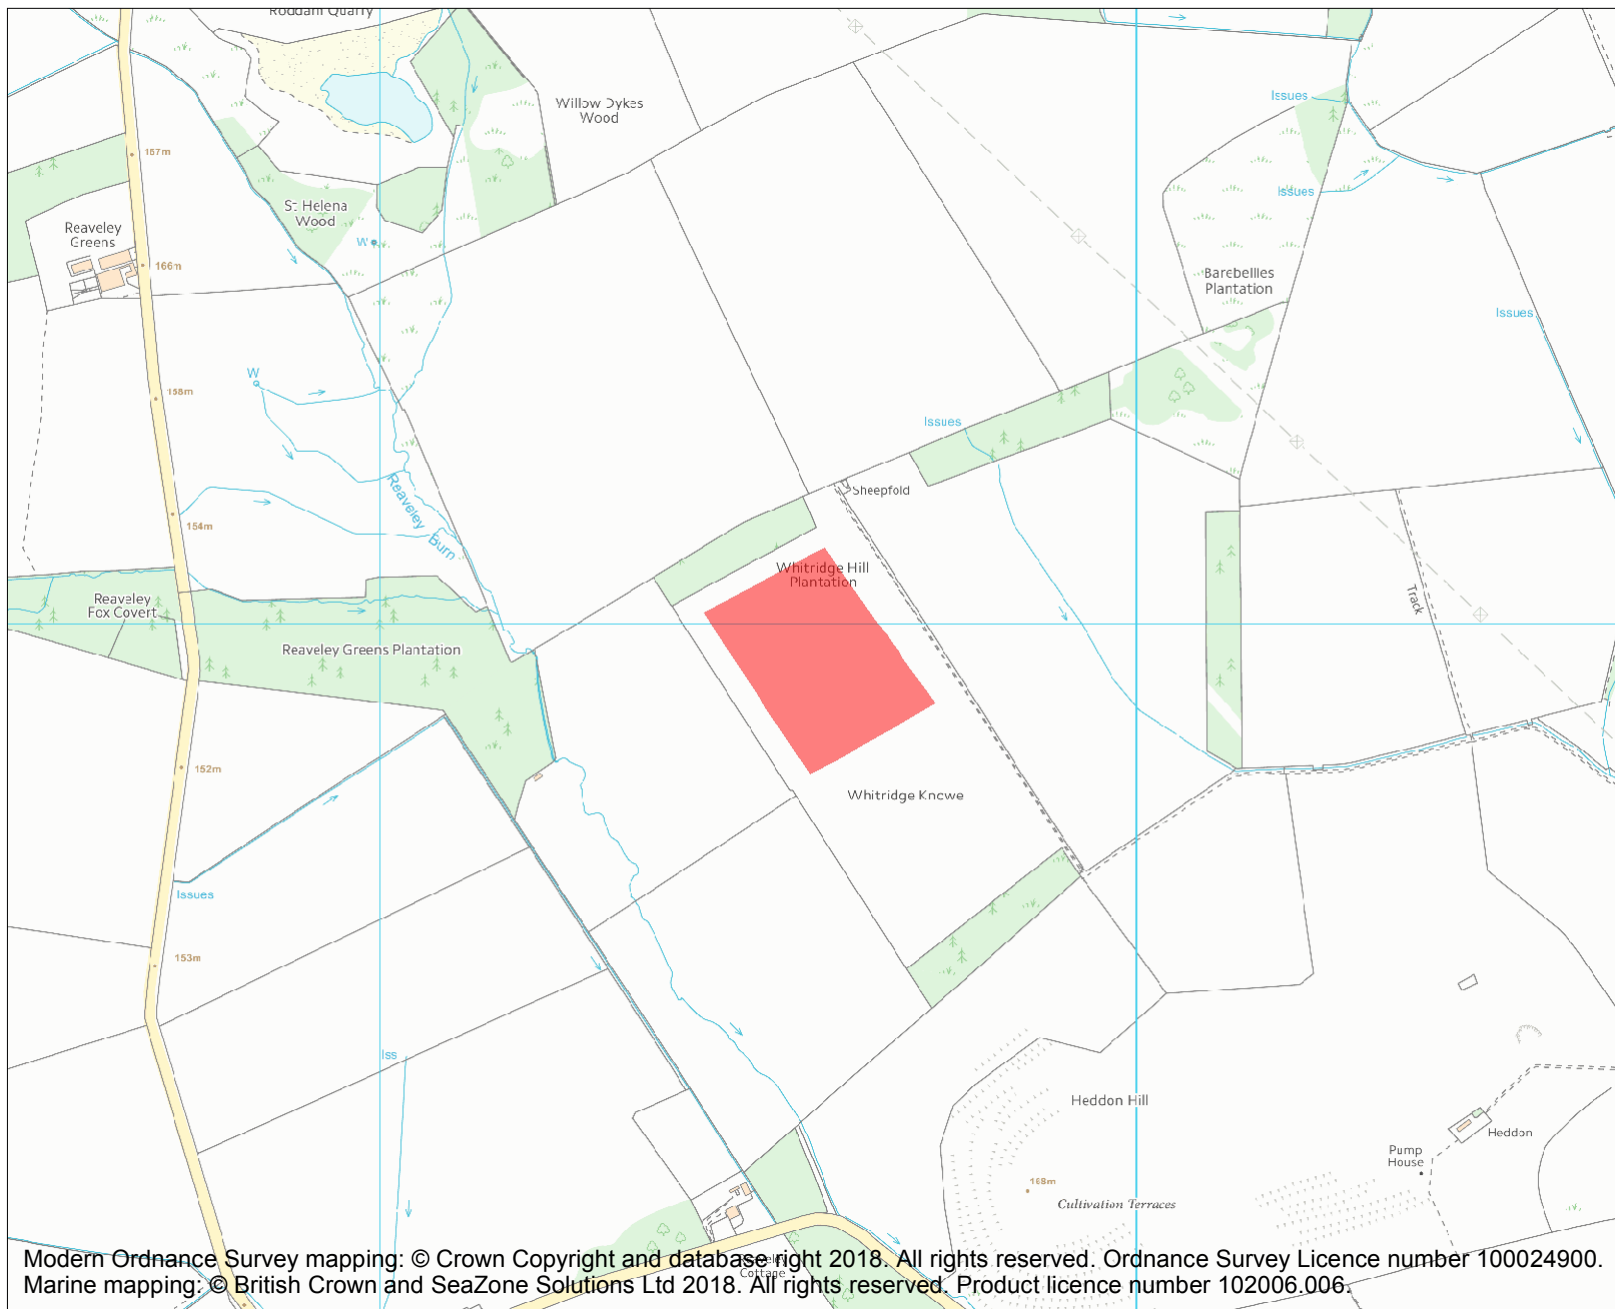 Roddam Quarry
Willow Dykes
Wood
Issues
167m
Issues
St Helena
Wood
Reaveley
Greens
W
166m
Barebellies
Plantation
Issues
W
158m
Issues
Sheepfold
Reaveley Burn
154m
Whitridge Hill
Plantation
Reaveley
Fox Covert
Track
Reaveley Greens Plantation
152m
Whitridge Knowe
Issues
153m
Iss
Heddon Hill
Heddon
Pump
House
168m
Cultivation Terraces
Modern Ordnance Survey mapping: © Crown Copyright and database right 2018. All rights reserved. Ordnance Survey Licence number 100024900.
Reaveley
Cottage
Marine mapping: © British Crown and SeaZone Solutions Ltd 2018. All rights reserved. Product licence number 102006.006.